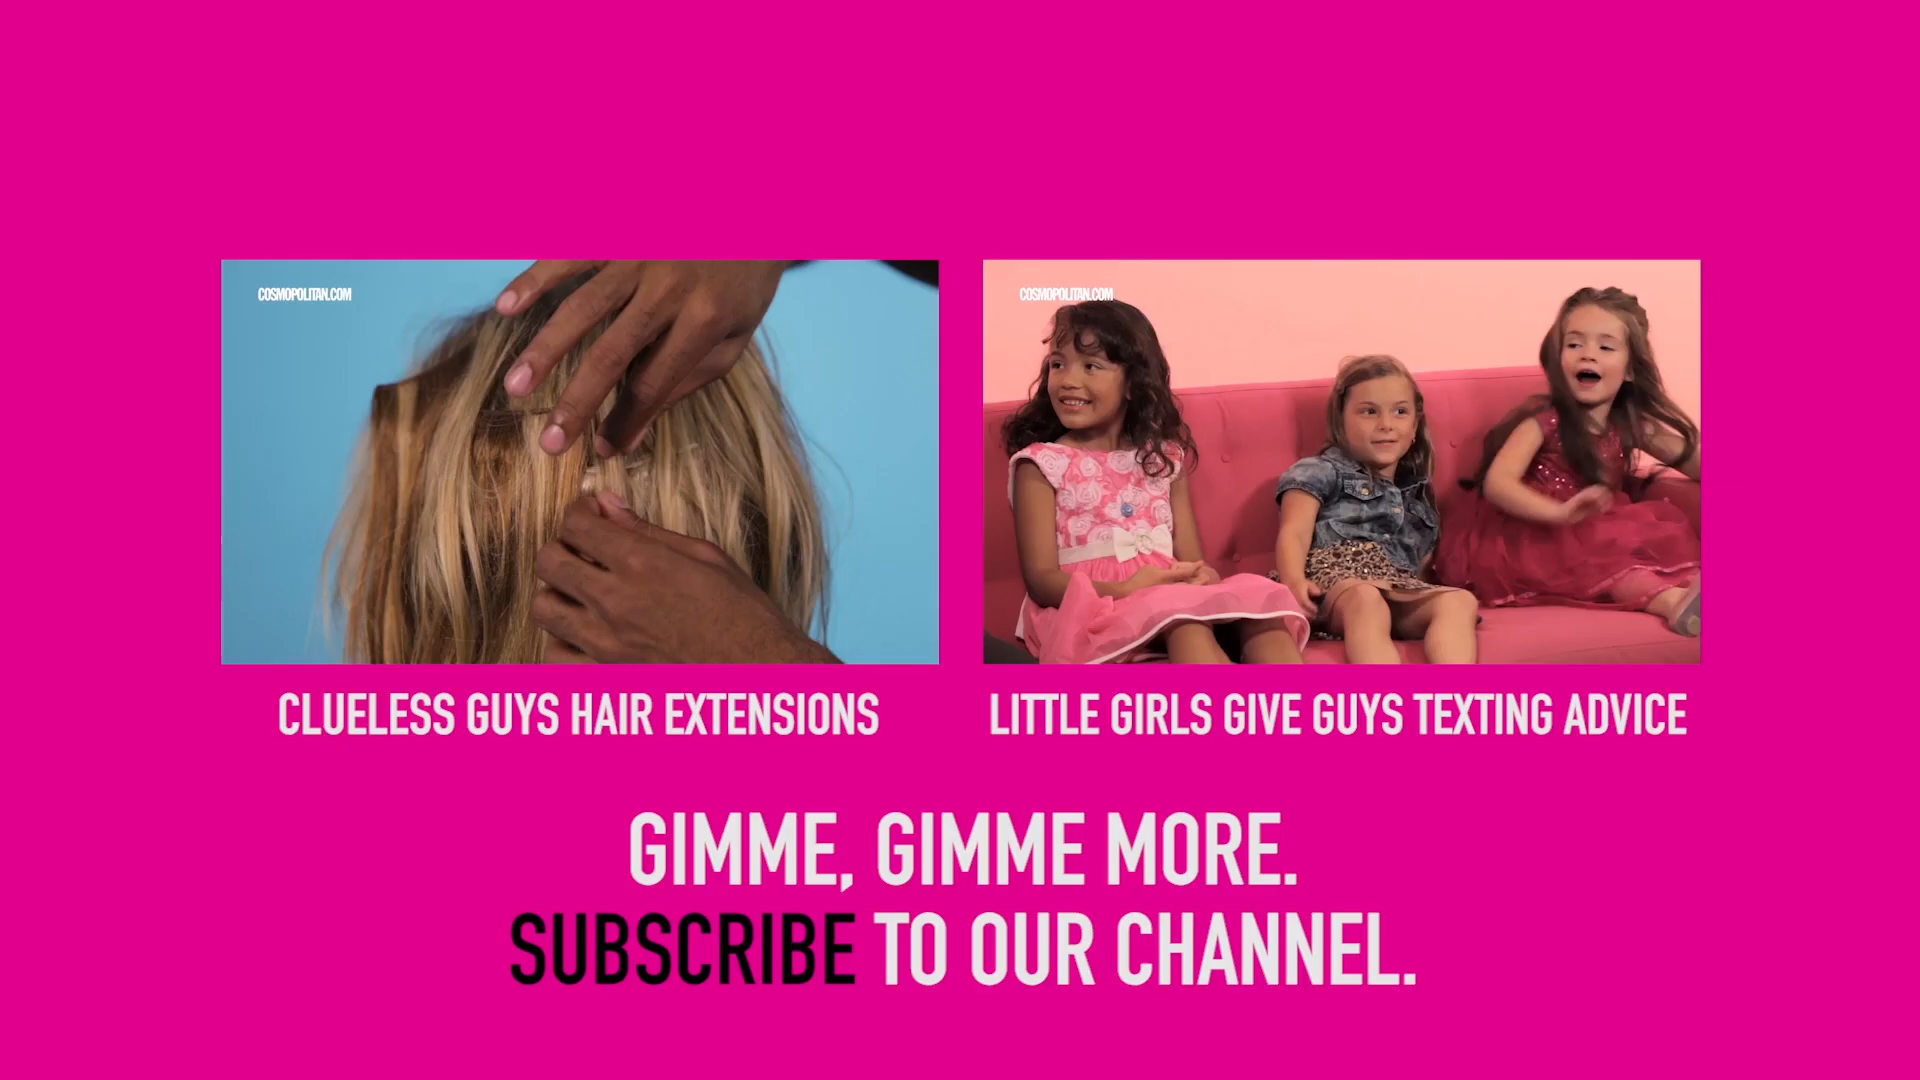 COSMOPOLITAN.COM
COSMOPOLITAN.COM
CLUELESS GUYS HAIR EXTENSIONS
LITTLE GIRLS GIVE GUYS TEXTING ADVICE
GIMME, GIMME MORE.
SUBSCRIBE TO OUR CHANNEL.